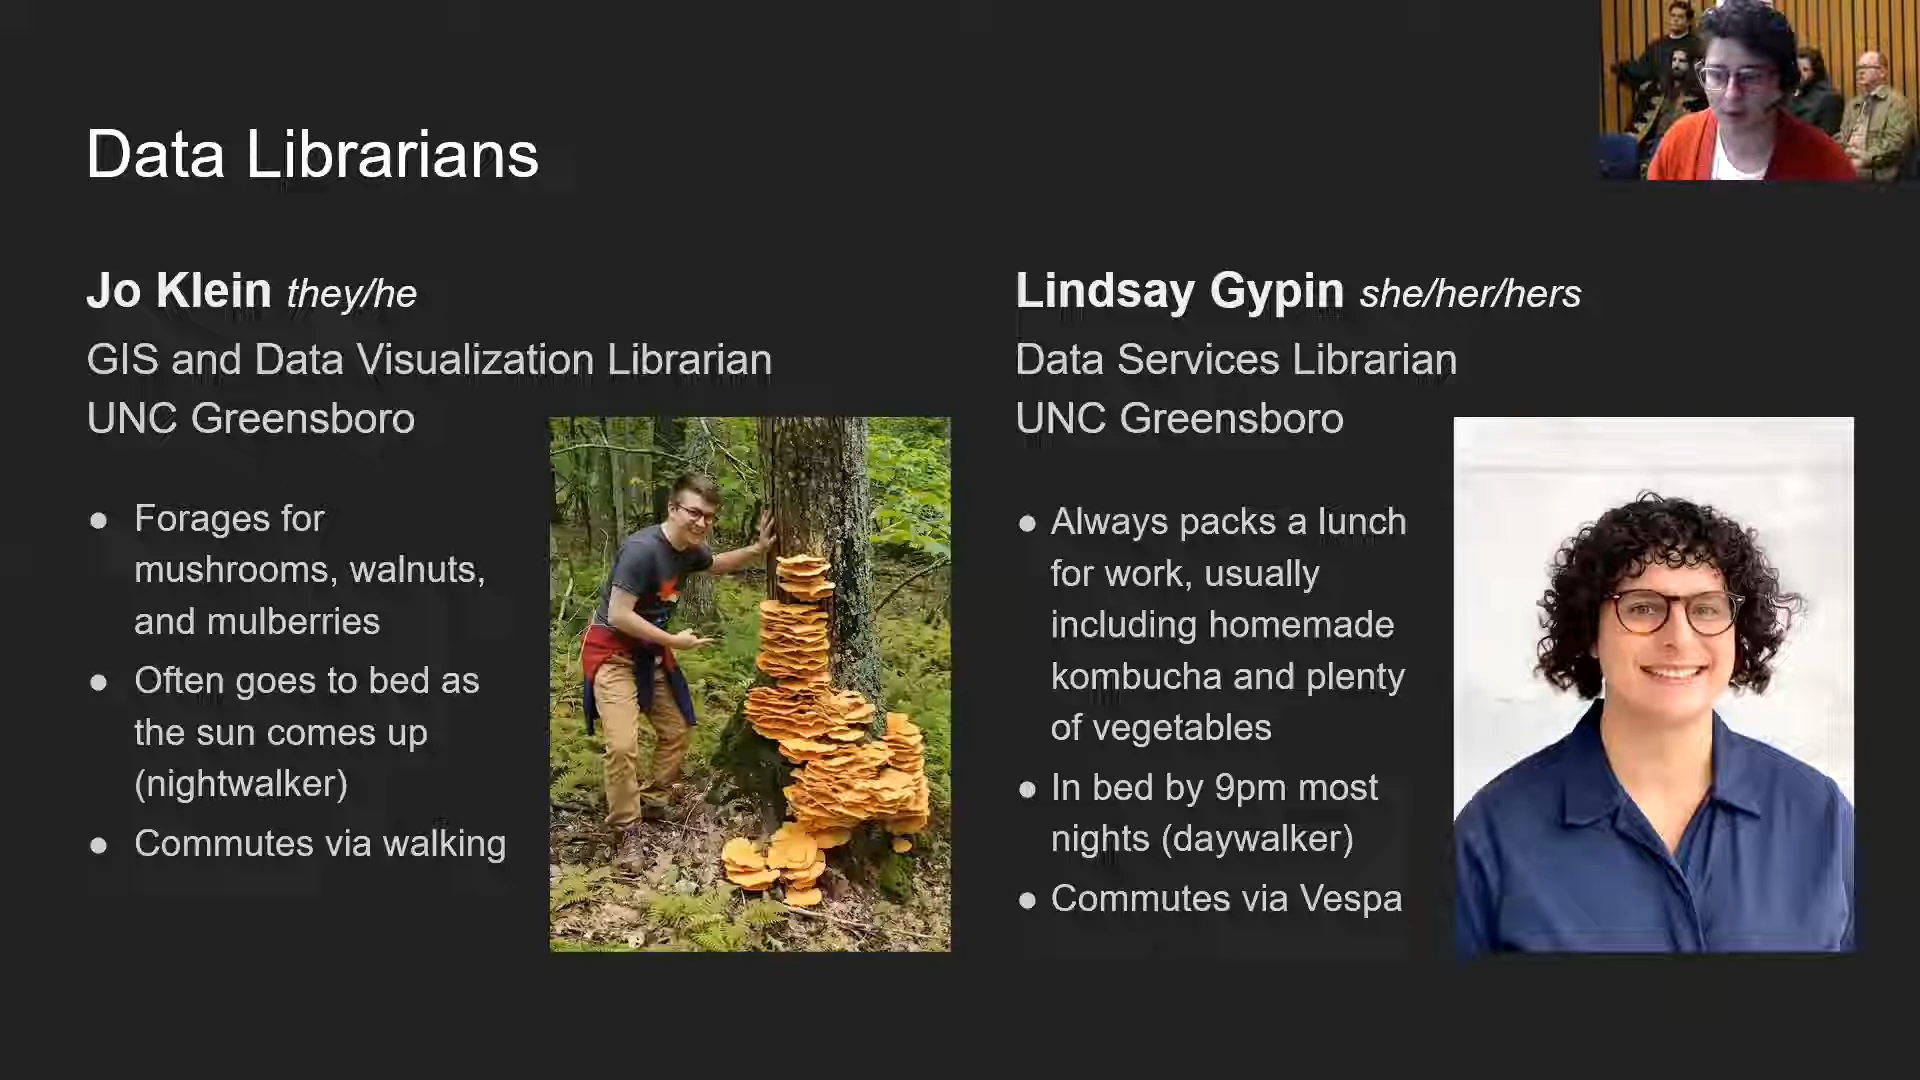 Data Librarians
Jo Klein they/he
GIS and Data Visualization Librarian
UNC Greensboro
● Forages for
mushrooms, walnuts,
and mulberries
● Often goes to bed as
the sun comes up
(nightwalker)
● Commutes via walking
Lindsay Gypin she/her/hers
Data Services Librarian
UNC Greensboro
● Always packs a lunch
for work, usually
including homemade
kombucha and plenty
of vegetables
● In bed by 9pm most
nights (daywalker)
● Commutes via Vespa